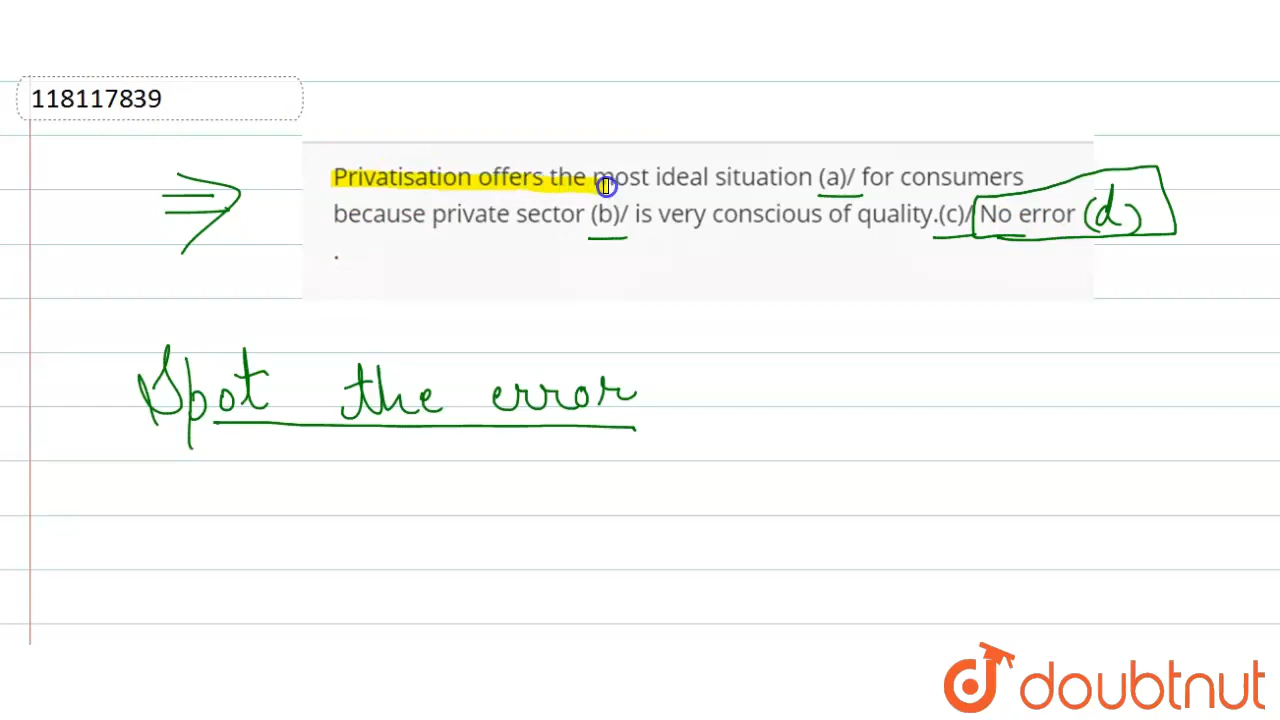 118117839
Privatisation offers the most ideal situation (a)/ for consumers
because private sector (b)/ is very conscious of quality.(c)/ No error (d)
.
Spot the error
doubtnut